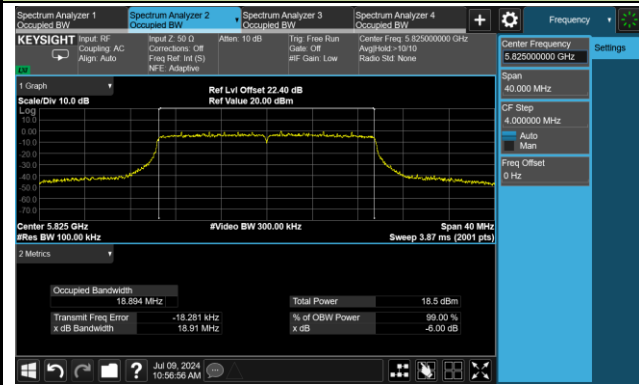 Spectrum Analyzer 1
Occupied BW
Spectrum Analyzer 2
Occupied BW
Spectrum Analyzer 3
Occupied BW
Spectrum Analyzer 4
Occupied BW
+
Frequency
KEYSIGHT
Input: RF
Coupling: AC
Align: Auto
Input Z: 50 Ω
Corrections: Off
Freq Ref: Int (S)
NFE: Adaptive
Atten: 10 dB
Trig: Free Run
Gate: Off
#IF Gain: Low
Center Freq: 5.825000000 GHz
Avg|Hold:>10/10
Radio Std: None
Center Frequency
5.825000000 GHz
Settings
Span
40.000 MHz
CF Step
4.000000 MHz
Auto
Man
Freq Offset
0 Hz
1 Graph
Scale/Div 10.0 dB
Ref Lvl Offset 22.40 dB
Ref Value 20.00 dBm
Log
10.0
0.00
-10.0
-20.0
-30.0
-40.0
-50.0
-60.0
-70.0
Center 5.825 GHz
#Video BW 300.00 kHz
Span 40 MHz
#Res BW 100.00 kHz
Sweep 3.87 ms (2001 pts)
2 Metrics
Occupied Bandwidth
18.894 MHz
Total Power
18.5 dBm
Transmit Freq Error
-18.281 kHz
% of OBW Power
99.00 %
x dB Bandwidth
18.91 MHz
x dB
-6.00 dB
?
Jul 09, 2024
10:56:56 AM